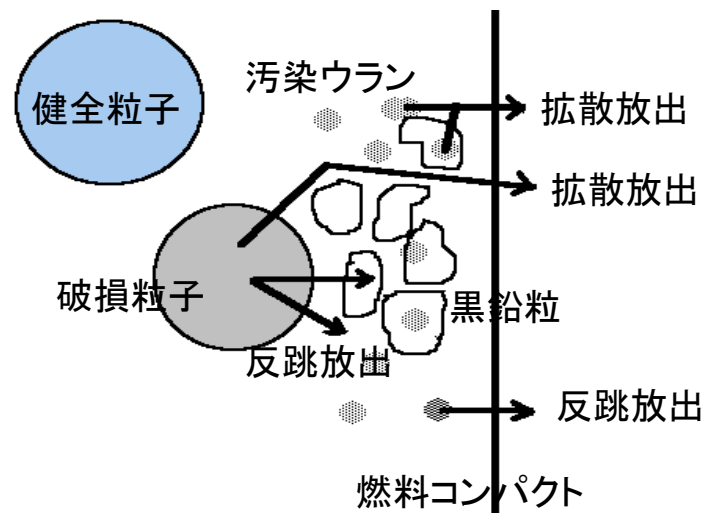 汚染ウラン
健全粒子
拡散放出
拡散放出
破損粒子
黒鉛粒
反跳放出
反跳放出
燃料コンパクト